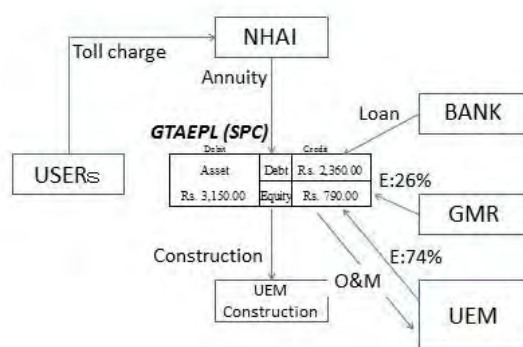 NHAI
Toll charge
Annuity
Loan
BANK
GTAEPL (SPC)
Debit
Credit
USERs
Asset
Debt
Rs. 2,360.00
Rs. 3,150.00
Equity
Rs. 790.00
E:26%
GMR
E:74%
Construction
O&M
UEM
Construction
UEM